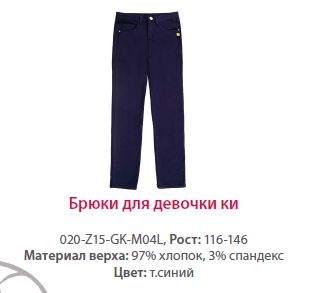 Брюки для девочки ки
020-Z15-GK-M04L, Рост: 116-146
Материал верха: 97% хлопок, 3% спандекс
Цвет: т.синий